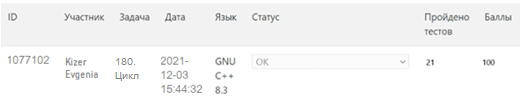 ID Участник Задача Дата Язык Статус Пройдено тестов Баллы
1077102 Kizer Evgenia 180. Цикл 2021-12-03 15:44:32 GNU C++ 8.3 OK 21 100